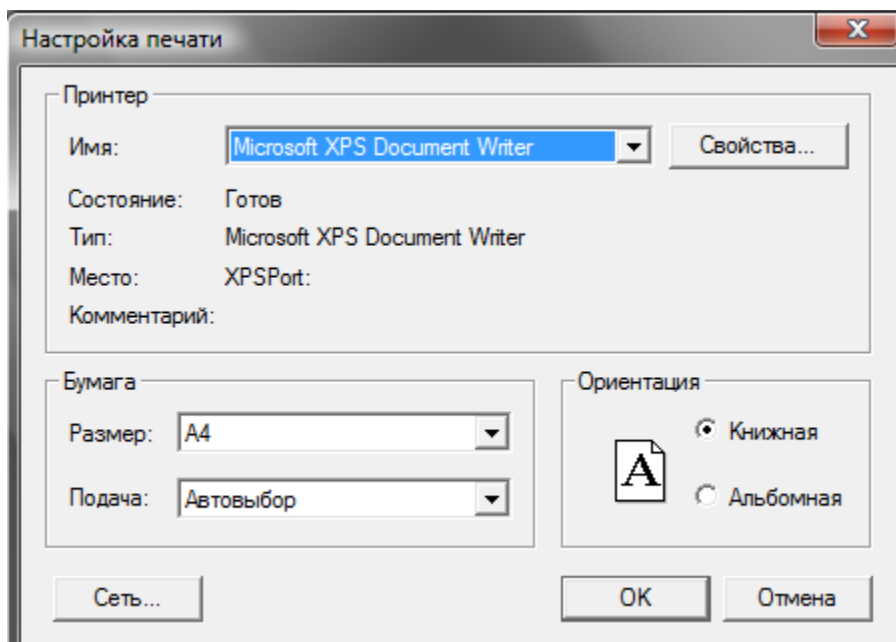 Настройка печати
Принтер
Имя: Microsoft XPS Document Writer Свойства...
Состояние: Готов
Тип: Microsoft XPS Document Writer
Место: XPSPort:
Комментарий:
Бумага
Размер: A4
Подача: Автовыбор
Ориентация
A
Книжная
Альбомная
Сеть... OK Отмена